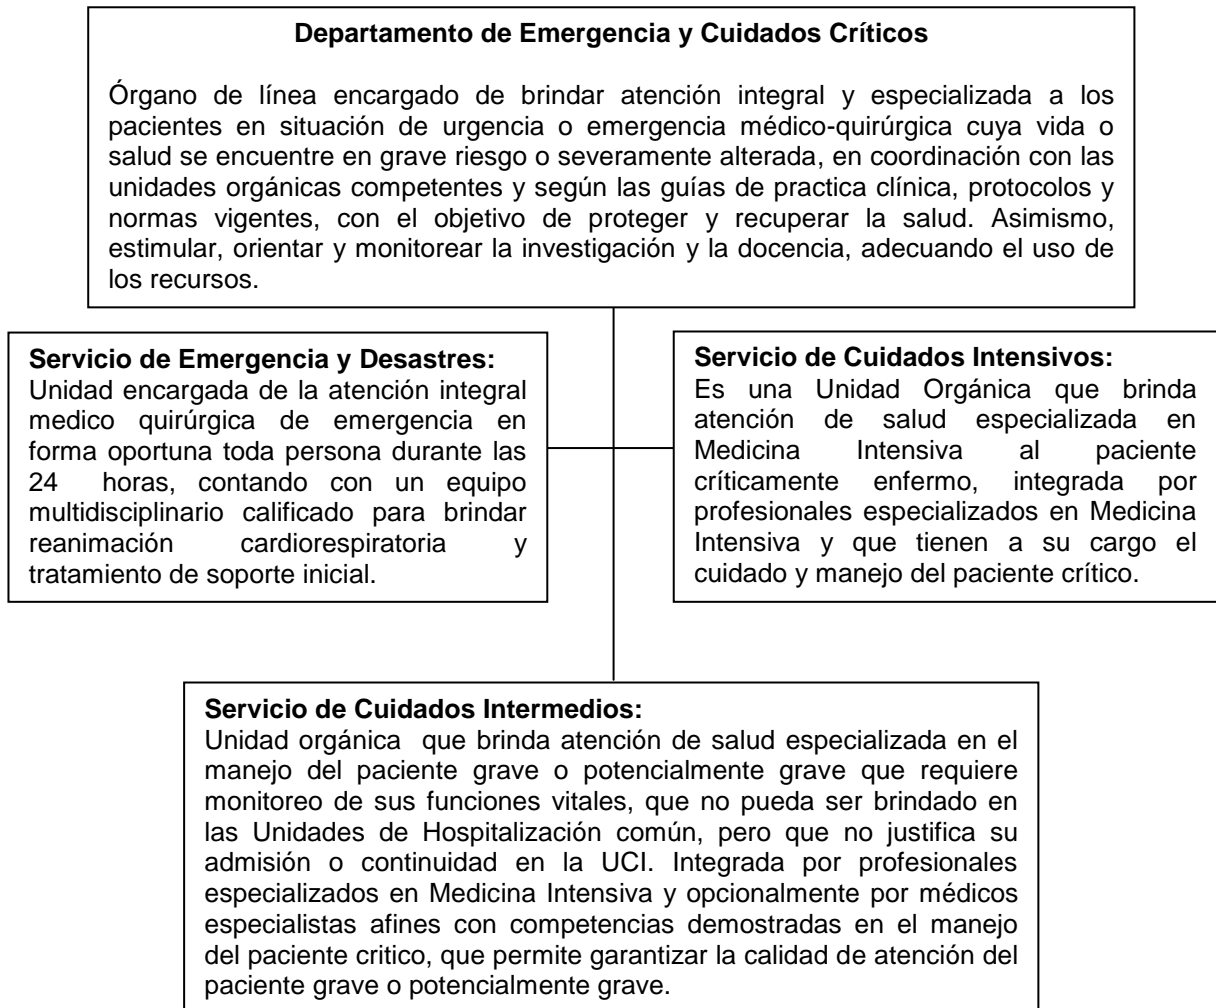 Departamento de Emergencia y Cuidados Críticos
Órgano de línea encargado de brindar atención integral y especializada a los
pacientes en situación de urgencia o emergencia médico-quirúrgica cuya vida o
salud se encuentre en grave riesgo o severamente alterada, en coordinación con las
unidades orgánicas competentes y según las guías de practica clínica, protocolos y
normas vigentes, con el objetivo de proteger y recuperar la salud. Asimismo,
estimular, orientar y monitorear la investigación y la docencia, adecuando el uso de
los recursos.
Servicio de Emergencia y Desastres:
Unidad encargada de la atención integral
medico quirúrgica de emergencia en
forma oportuna toda persona durante las
24 horas, contando con un equipo
multidisciplinario calificado para brindar
reanimación cardiorespiratoria y
tratamiento de soporte inicial.
Servicio de Cuidados Intensivos:
Es una Unidad Orgánica que brinda
atención de salud especializada en
Medicina Intensiva al paciente
críticamente enfermo, integrada por
profesionales especializados en Medicina
Intensiva y que tienen a su cargo el
cuidado y manejo del paciente crítico.
Servicio de Cuidados Intermedios:
Unidad orgánica que brinda atención de salud especializada en el
manejo del paciente grave o potencialmente grave que requiere
monitoreo de sus funciones vitales, que no pueda ser brindado en
las Unidades de Hospitalización común, pero que no justifica su
admisión o continuidad en la UCI. Integrada por profesionales
especializados en Medicina Intensiva y opcionalmente por médicos
especialistas afines con competencias demostradas en el manejo
del paciente critico, que permite garantizar la calidad de atención del
paciente grave o potencialmente grave.